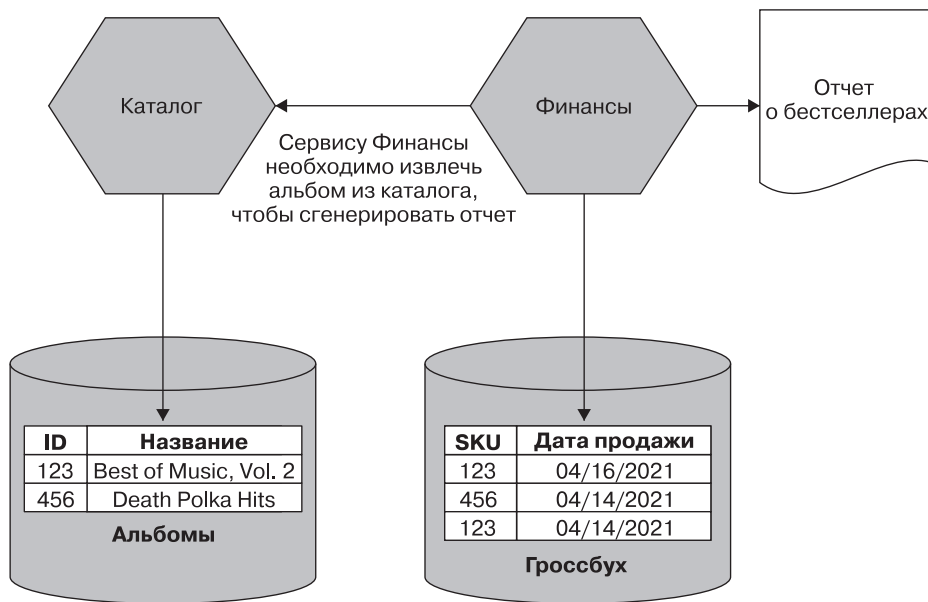 Каталог
Финансы
Отчет
о бестселлерах
Сервису Финансы
необходимо извлечь
альбом из каталога,
чтобы сгенерировать отчет
ID Название
123 Best of Music, Vol. 2
456 Death Polka Hits
Альбомы
SKU Дата продажи
123 04/16/2021
456 04/14/2021
123 04/14/2021
Гроссбух